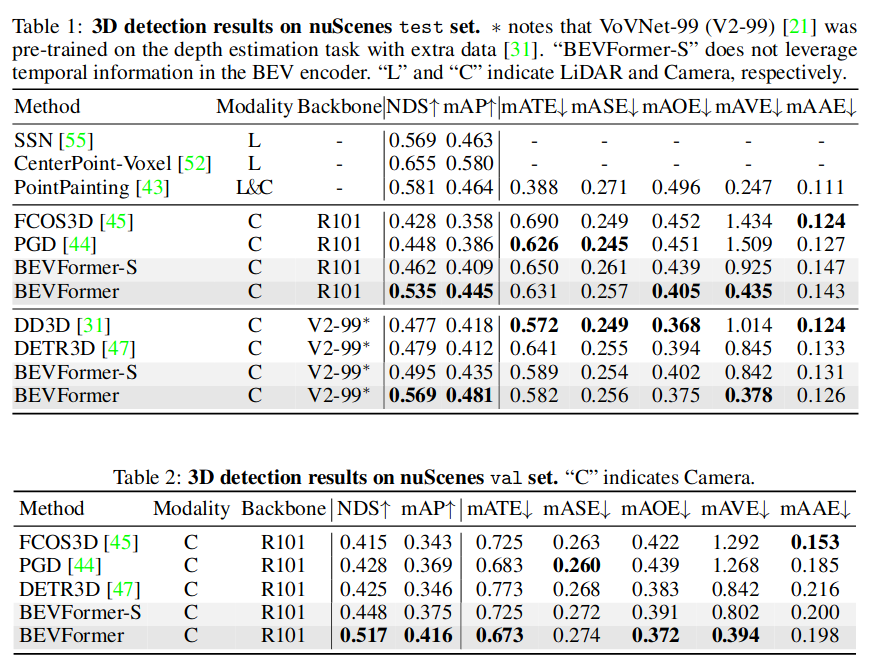 Table 1: 3D detection results on nuScenes test set. * notes that VoVNet-99 (V2-99) [21] was
pre-trained on the depth estimation task with extra data [31]. “BEVFormer-S” does not leverage
temporal information in the BEV encoder. “L” and “C” indicate LiDAR and Camera, respectively.
Method Modality Backbone NDS↑ mAP↑ mATE↓ mASE↓ mAOE↓ mAVE↓ mAAE↓
SSN [55] L - 0.569 0.463 - - - - -
CenterPoint-Voxel [52] L - 0.655 0.580 - - - - -
PointPainting [43] L&C - 0.581 0.464 0.388 0.271 0.496 0.247 0.111
FCOS3D [45] C R101 0.428 0.358 0.690 0.249 0.452 1.434 0.124
PGD [44] C R101 0.448 0.386 0.626 0.245 0.451 1.509 0.127
BEVFormer-S C R101 0.462 0.409 0.650 0.261 0.439 0.925 0.147
BEVFormer C R101 0.535 0.445 0.631 0.257 0.405 0.435 0.143
DD3D [31] C V2-99* 0.477 0.418 0.572 0.249 0.368 1.014 0.124
DETR3D [47] C V2-99* 0.479 0.412 0.641 0.255 0.394 0.845 0.133
BEVFormer-S C V2-99* 0.495 0.435 0.589 0.254 0.402 0.842 0.131
BEVFormer C V2-99* 0.569 0.481 0.582 0.256 0.375 0.378 0.126
Table 2: 3D detection results on nuScenes val set. “C” indicates Camera.
Method Modality Backbone NDS↑ mAP↑ mATE↓ mASE↓ mAOE↓ mAVE↓ mAAE↓
FCOS3D [45] C R101 0.415 0.343 0.725 0.263 0.422 1.292 0.153
PGD [44] C R101 0.428 0.369 0.683 0.260 0.439 1.268 0.185
DETR3D [47] C R101 0.425 0.346 0.773 0.268 0.383 0.842 0.216
BEVFormer-S C R101 0.448 0.375 0.725 0.272 0.391 0.802 0.200
BEVFormer C R101 0.517 0.416 0.673 0.274 0.372 0.394 0.198